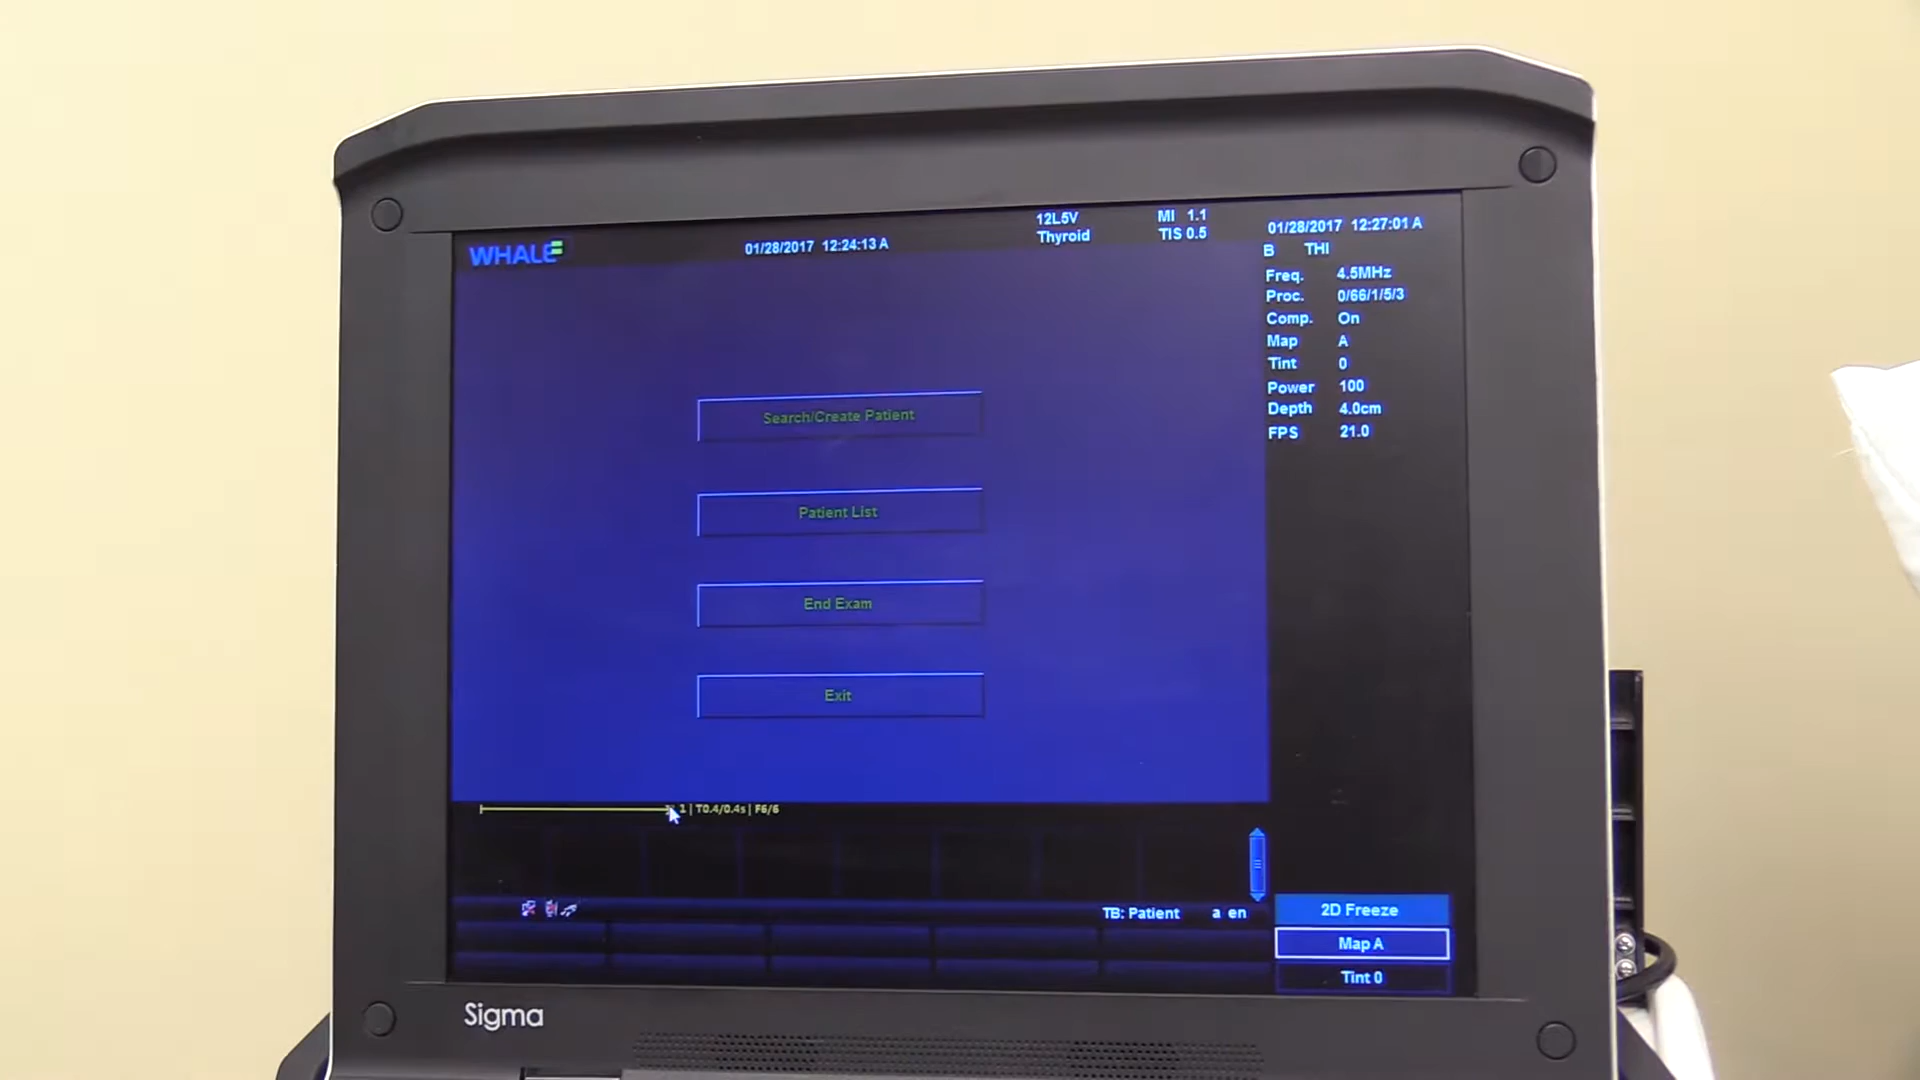 WHALE
01/28/2017 12:24:13 A
12L5V
Thyroid
MI 1.1
TIS 0.5
01/28/2017 12:27:01 A
B THI
Freq. 4.5MHz
Proc. 0/66/1/5/3
Comp. On
Map A
Tint 0
Power 100
Depth 4.0cm
FPS 21.0
Search/Create Patient
Patient List
End Exam
Exit
1 | T0.4/0.4s | F6/6
TB: Patient a en
2D Freeze
Map A
Tint 0
Sigma